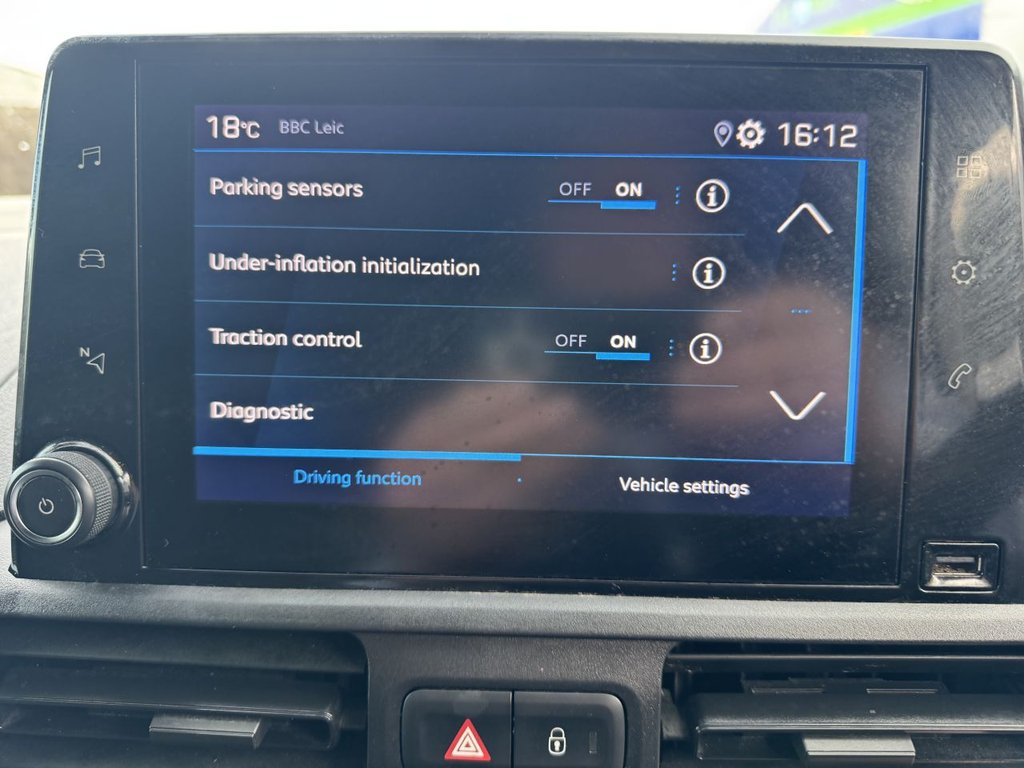 18°C BBC Leic 16:12
Parking sensors OFF ON i
Under-inflation initialization i
N
Traction control OFF ON i
Diagnostic
Driving function Vehicle settings